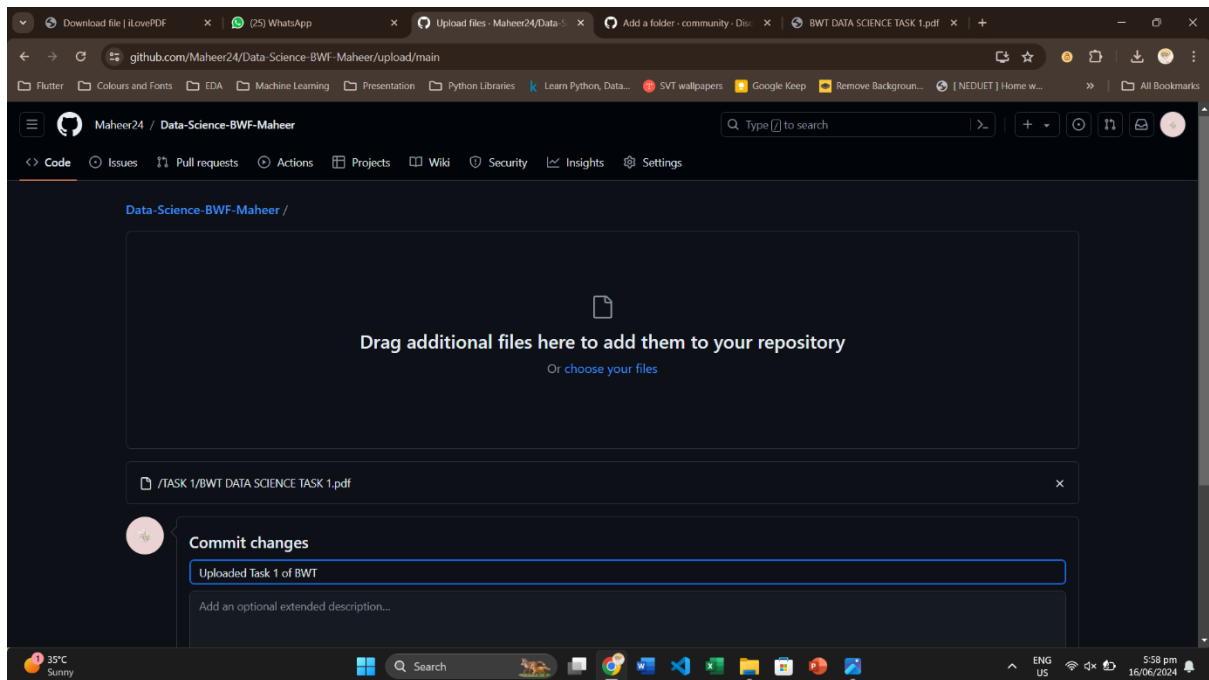 Download file | iLovePDF
(25) WhatsApp
Upload files · Maheer24/Data-S
Add a folder · community · Disc
BWT DATA SCIENCE TASK 1.pdf
github.com/Maheer24/Data-Science-BWF-Maheer/upload/main
Flutter Colours and Fonts EDA Machine Learning Presentation Python Libraries Learn Python, Data... SVT wallpapers Google Keep Remove Backgroun... [ NEDUET ] Home w... » All Bookmarks
Maheer24 / Data-Science-BWF-Maheer
Type / to search
<> Code Issues Pull requests Actions Projects Wiki Security Insights Settings
Data-Science-BWF-Maheer /
Drag additional files here to add them to your repository
Or choose your files
/TASK 1/BWT DATA SCIENCE TASK 1.pdf
Commit changes
Uploaded Task 1 of BWT
Add an optional extended description...
1
35°C
Sunny
Search
ENG
US
5:58 pm
16/06/2024